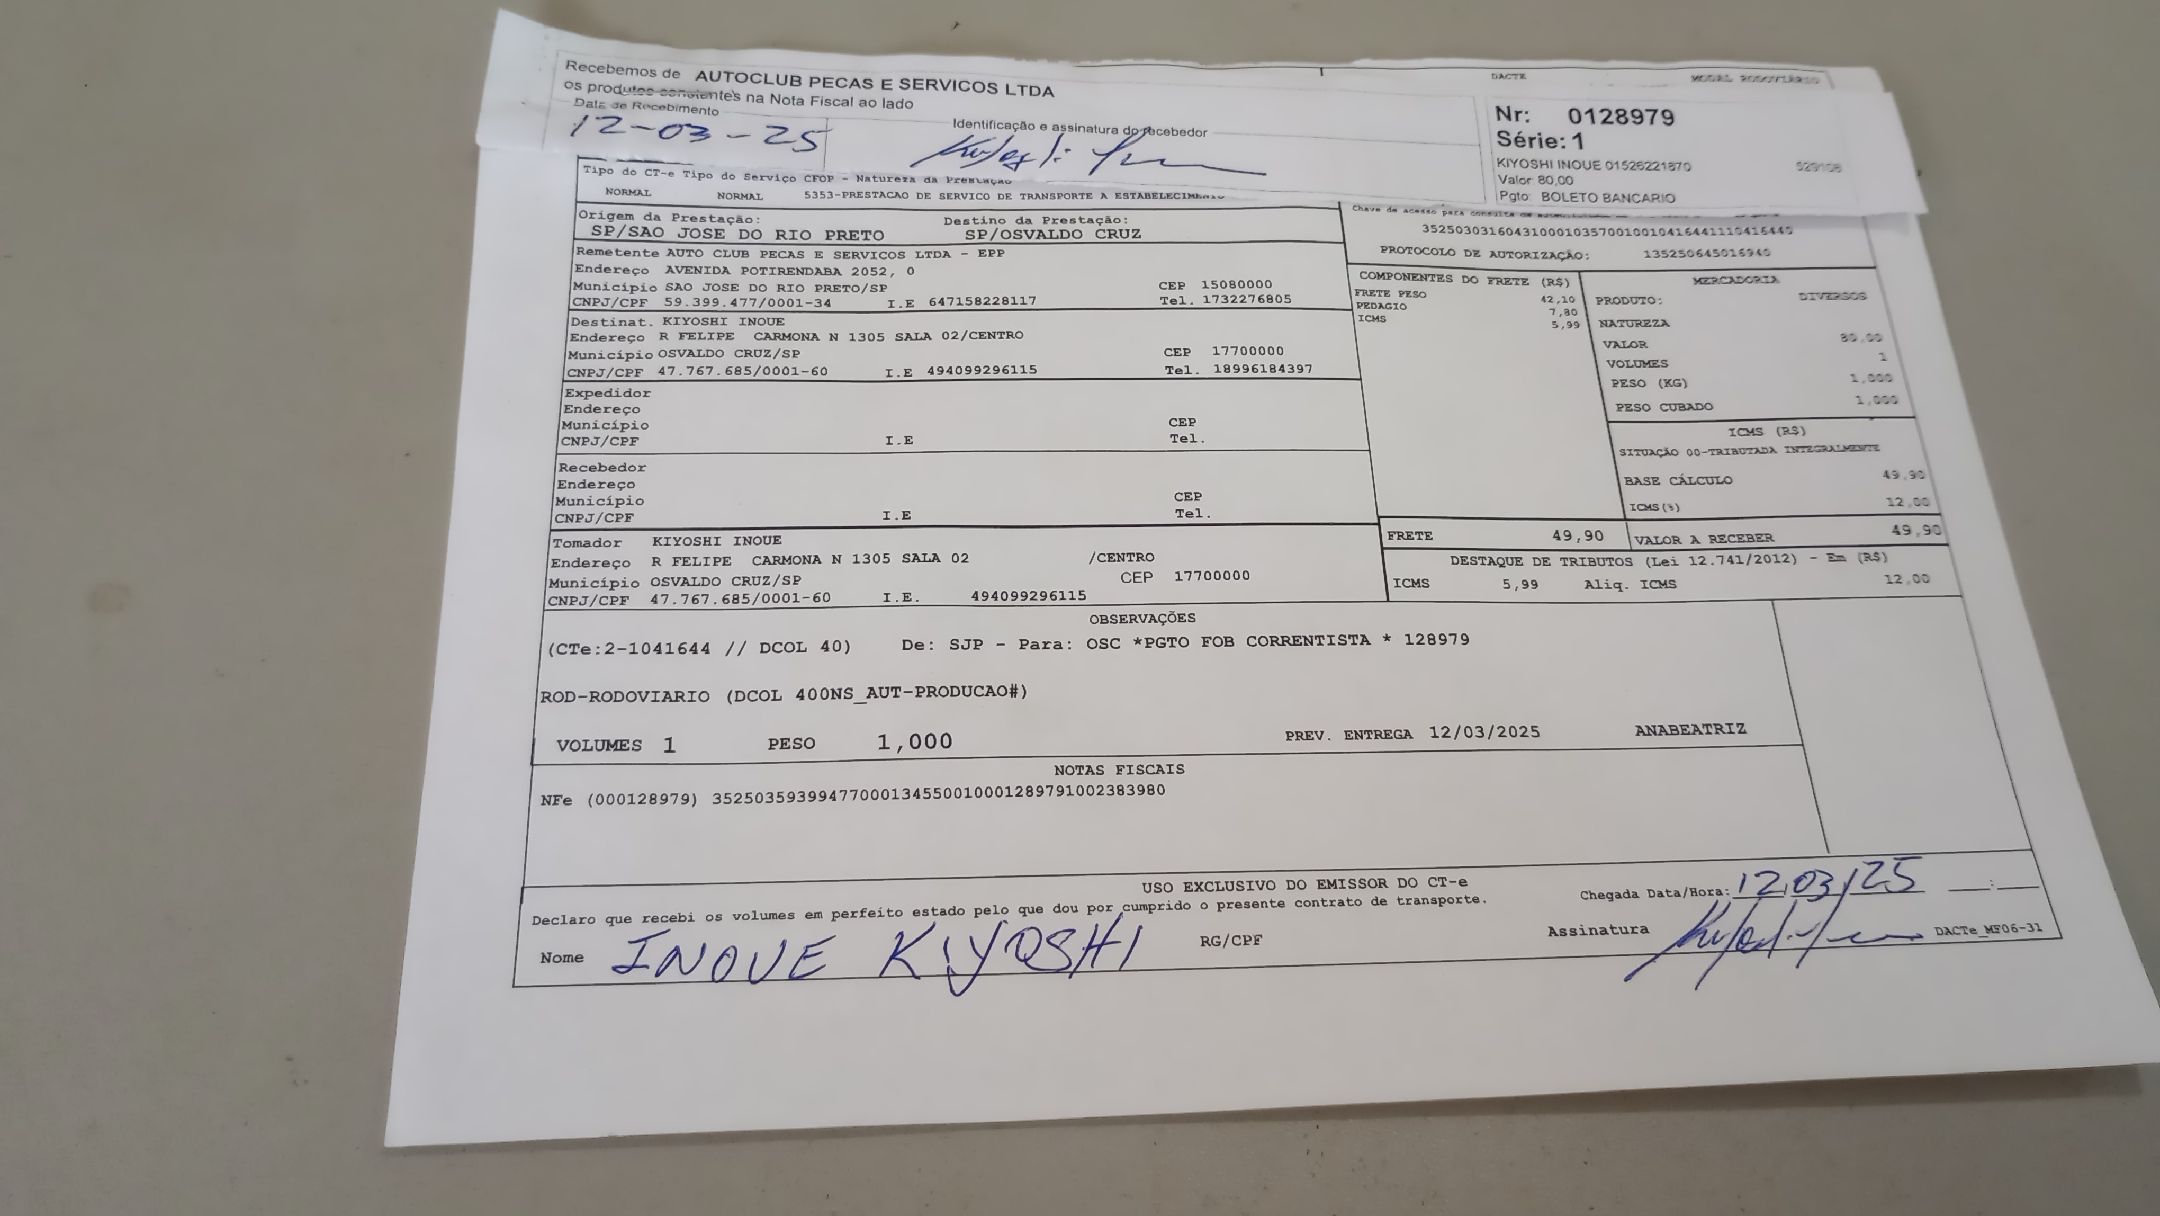 Recebemos de AUTOCLUB PECAS E SERVICOS LTDA
os produtos constantes na Nota Fiscal ao lado
Data de Recebimento
12-03-25
Identificação e assinatura do recebedor
Nr: 0128979
Série: 1
KIYOSHI INOUE 01526221870
Valor 80,00
Pgto: BOLETO BANCARIO
DACTE MODAL RODOVIÁRIO
Tipo do CT-e Tipo do Serviço CFOP - Natureza da Prestação
NORMAL NORMAL 5353-PRESTACAO DE SERVICO DE TRANSPORTE A ESTABELECIMENTO
Origem da Prestação: Destino da Prestação:
SP/SAO JOSE DO RIO PRETO SP/OSVALDO CRUZ
Chave de acesso para consulta de
35250303160431000103570010010416441110416440
PROTOCOLO DE AUTORIZAÇÃO: 135250645016940
Remetente AUTO CLUB PECAS E SERVICOS LTDA - EPP
Endereço AVENIDA POTIRENDABA 2052, 0
Município SAO JOSE DO RIO PRETO/SP CEP 15080000
CNPJ/CPF 59.399.477/0001-34 I.E 647158228117 Tel. 1732276805
Destinat. KIYOSHI INOUE
Endereço R FELIPE CARMONA N 1305 SALA 02/CENTRO
Município OSVALDO CRUZ/SP CEP 17700000
CNPJ/CPF 47.767.685/0001-60 I.E 494099296115 Tel. 18996184397
Expedidor
Endereço
Município CEP
CNPJ/CPF I.E Tel.
Recebedor
Endereço
Município CEP
CNPJ/CPF I.E Tel.
Tomador KIYOSHI INOUE
Endereço R FELIPE CARMONA N 1305 SALA 02 /CENTRO
Município OSVALDO CRUZ/SP CEP 17700000
CNPJ/CPF 47.767.685/0001-60 I.E. 494099296115
COMPONENTES DO FRETE (R$)
FRETE PESO 42,10
PEDAGIO 7,80
ICMS 5,99
MERCADORIA
PRODUTO: DIVERSOS
NATUREZA
VALOR 80,00
VOLUMES 1
PESO (KG) 1,000
PESO CUBADO 1,000
ICMS (R$)
SITUAÇÃO 00-TRIBUTADA INTEGRALMENTE
BASE CÁLCULO 49,90
ICMS(%) 12,00
FRETE 49,90 VALOR A RECEBER 49,90
DESTAQUE DE TRIBUTOS (Lei 12.741/2012) - Em (R$)
ICMS 5,99 Aliq. ICMS 12,00
OBSERVAÇÕES
(CTe:2-1041644 // DCOL 40) De: SJP - Para: OSC *PGTO FOB CORRENTISTA * 128979
ROD-RODOVIARIO (DCOL 400NS_AUT-PRODUCAO#)
VOLUMES 1 PESO 1,000 PREV. ENTREGA 12/03/2025 ANABEATRIZ
NOTAS FISCAIS
NFe (000128979) 35250359399477000134550010001289791002383980
USO EXCLUSIVO DO EMISSOR DO CT-e
Declaro que recebi os volumes em perfeito estado pelo que dou por cumprido o presente contrato de transporte.
Chegada Data/Hora: 12/03/25 __:__
Nome INOUE KIYOSHI RG/CPF Assinatura DACTe_MF06-31